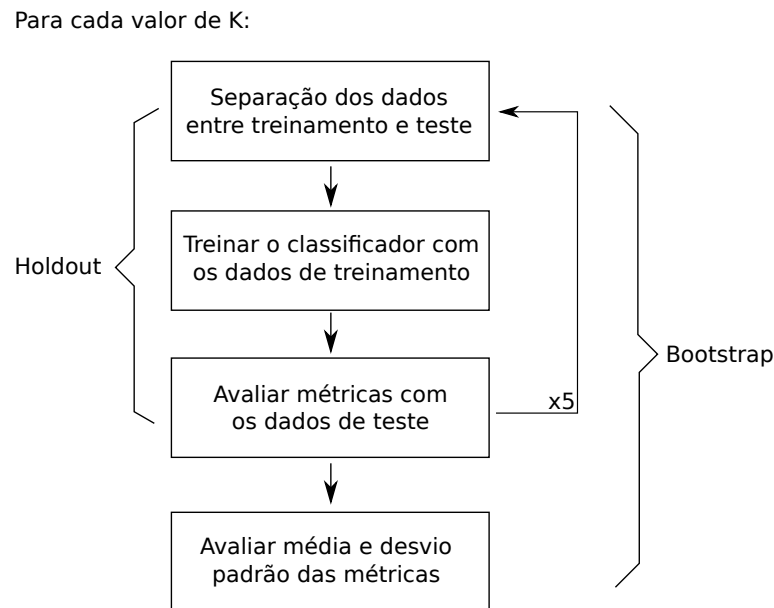 Para cada valor de K:
Separação dos dados
entre treinamento e teste
Treinar o classificador com
os dados de treinamento
Holdout
Bootstrap
Avaliar métricas com
os dados de teste
x5
Avaliar média e desvio
padrão das métricas